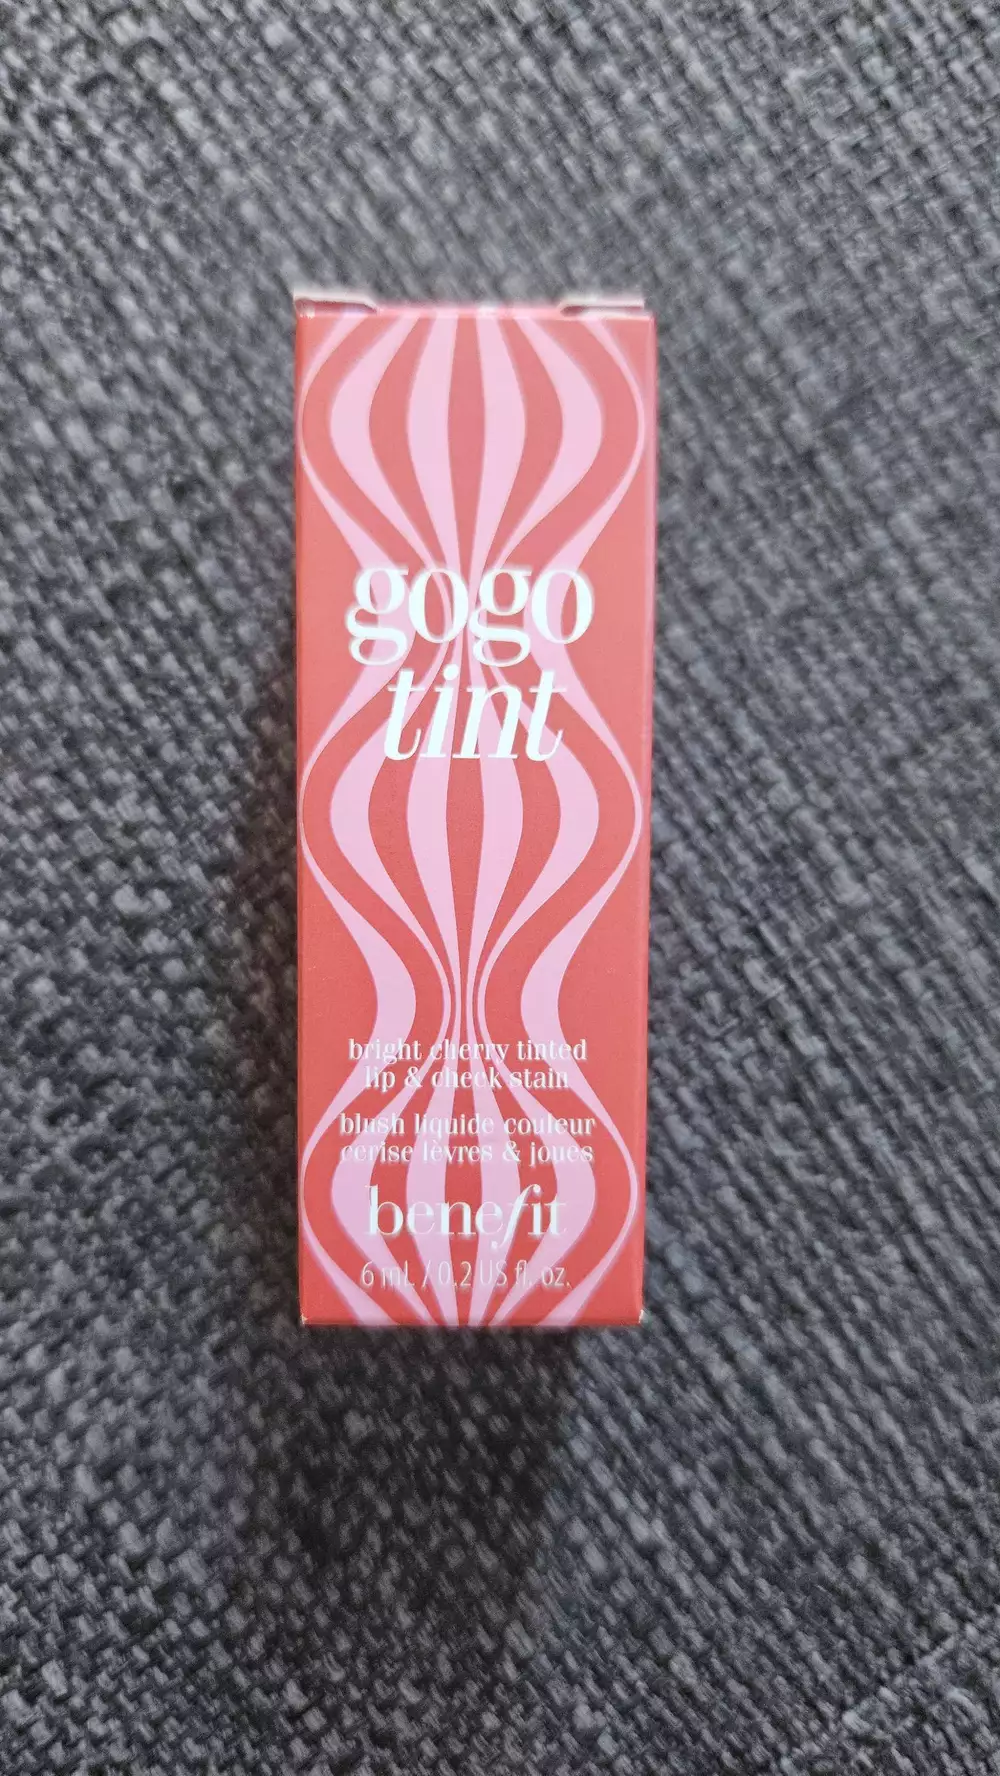 gogo
tint
bright cherry tinted
lip & cheek stain
blush liquide couleur
cerise lèvres & joues
benefit
6 mL / 0.2 US fl. oz.